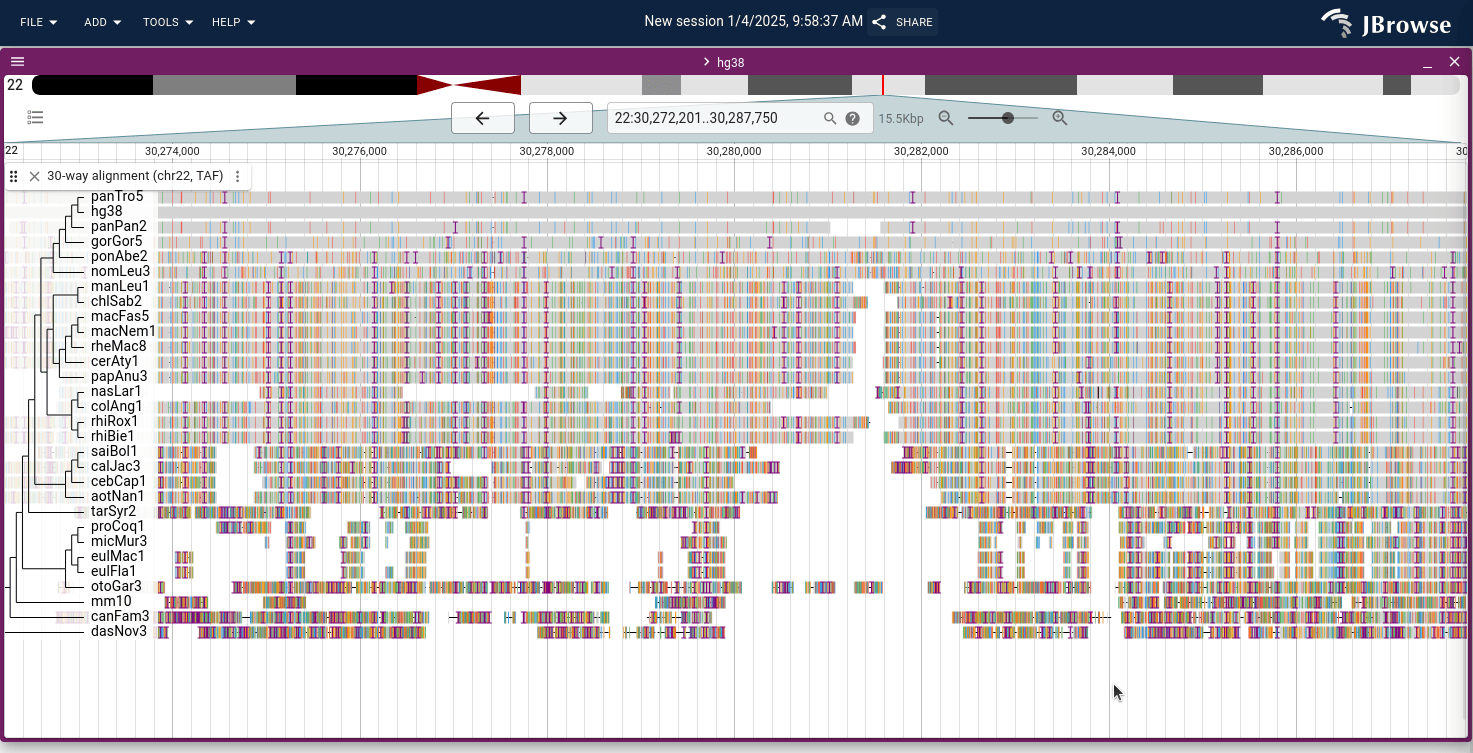 FILE ADD TOOLS HELP New session 1/4/2025, 9:58:37 AM SHARE JBrowse
hg38
22
22:30,272,201..30,287,750 15.5Kbp
22 30,274,000 30,276,000 30,278,000 30,280,000 30,282,000 30,284,000 30,286,000 30
30-way alignment (chr22, TAF)
panTro5
hg38
panPan2
gorGor5
ponAbe2
nomLeu3
manLeu1
chlSab2
macFas5
macNem1
rheMac8
cerAty1
papAnu3
nasLar1
colAng1
rhiRox1
rhiBie1
saiBol1
calJac3
cebCap1
aotNan1
tarSyr2
proCoq1
micMur3
eulMac1
eulFla1
otoGar3
mm10
canFam3
dasNov3